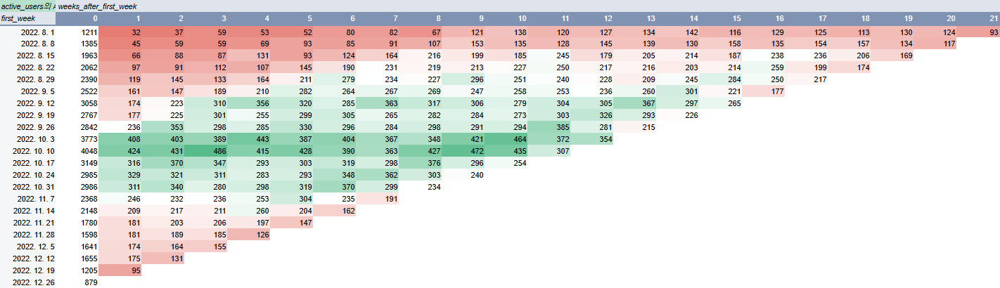 active_users의 A weeks_after_first_week
first_week 0 1 2 3 4 5 6 7 8 9 10 11 12 13 14 15 16 17 18 19 20 21
2022. 8. 1 1211 32 37 59 53 52 80 82 67 121 138 120 127 134 142 116 129 125 113 130 124 93
2022. 8. 8 1385 45 59 59 69 93 85 91 107 153 135 128 145 139 130 158 135 154 157 134 117
2022. 8. 15 1963 66 88 87 131 93 124 164 216 199 185 245 179 205 214 187 238 236 206 169
2022. 8. 22 2062 97 91 112 107 145 190 231 219 213 227 250 217 216 203 214 259 199 174
2022. 8. 29 2390 119 145 133 164 211 279 234 227 296 251 240 228 209 245 284 250 217
2022. 9. 5 2522 161 147 189 210 282 264 267 269 247 258 253 236 260 301 221 177
2022. 9. 12 3058 174 223 310 356 320 285 363 317 306 279 304 305 367 297 265
2022. 9. 19 2767 177 225 301 255 299 305 265 282 284 273 303 326 293 226
2022. 9. 26 2842 236 353 298 285 330 296 284 298 291 294 385 281 215
2022. 10. 3 3773 408 403 389 443 387 404 367 348 421 464 372 354
2022. 10. 10 4048 424 431 486 415 428 390 363 427 472 435 307
2022. 10. 17 3149 316 370 347 293 303 319 298 376 296 254
2022. 10. 24 2985 329 321 311 283 293 348 362 303 240
2022. 10. 31 2986 311 340 280 298 319 370 299 234
2022. 11. 7 2368 246 232 236 253 304 235 191
2022. 11. 14 2148 209 217 211 260 204 162
2022. 11. 21 1780 181 203 206 197 147
2022. 11. 28 1598 181 189 185 126
2022. 12. 5 1641 174 164 155
2022. 12. 12 1655 175 131
2022. 12. 19 1205 95
2022. 12. 26 879